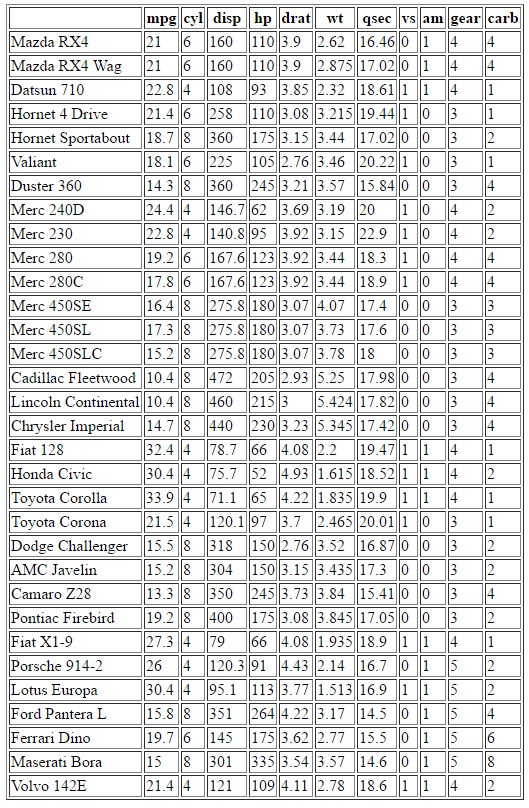 mpg cyl disp hp drat wt qsec vs am gear carb
Mazda RX4 21 6 160 110 3.9 2.62 16.46 0 1 4 4
Mazda RX4 Wag 21 6 160 110 3.9 2.875 17.02 0 1 4 4
Datsun 710 22.8 4 108 93 3.85 2.32 18.61 1 1 4 1
Hornet 4 Drive 21.4 6 258 110 3.08 3.215 19.44 1 0 3 1
Hornet Sportabout 18.7 8 360 175 3.15 3.44 17.02 0 0 3 2
Valiant 18.1 6 225 105 2.76 3.46 20.22 1 0 3 1
Duster 360 14.3 8 360 245 3.21 3.57 15.84 0 0 3 4
Merc 240D 24.4 4 146.7 62 3.69 3.19 20 1 0 4 2
Merc 230 22.8 4 140.8 95 3.92 3.15 22.9 1 0 4 2
Merc 280 19.2 6 167.6 123 3.92 3.44 18.3 1 0 4 4
Merc 280C 17.8 6 167.6 123 3.92 3.44 18.9 1 0 4 4
Merc 450SE 16.4 8 275.8 180 3.07 4.07 17.4 0 0 3 3
Merc 450SL 17.3 8 275.8 180 3.07 3.73 17.6 0 0 3 3
Merc 450SLC 15.2 8 275.8 180 3.07 3.78 18 0 0 3 3
Cadillac Fleetwood 10.4 8 472 205 2.93 5.25 17.98 0 0 3 4
Lincoln Continental 10.4 8 460 215 3 5.424 17.82 0 0 3 4
Chrysler Imperial 14.7 8 440 230 3.23 5.345 17.42 0 0 3 4
Fiat 128 32.4 4 78.7 66 4.08 2.2 19.47 1 1 4 1
Honda Civic 30.4 4 75.7 52 4.93 1.615 18.52 1 1 4 2
Toyota Corolla 33.9 4 71.1 65 4.22 1.835 19.9 1 1 4 1
Toyota Corona 21.5 4 120.1 97 3.7 2.465 20.01 1 0 3 1
Dodge Challenger 15.5 8 318 150 2.76 3.52 16.87 0 0 3 2
AMC Javelin 15.2 8 304 150 3.15 3.435 17.3 0 0 3 2
Camaro Z28 13.3 8 350 245 3.73 3.84 15.41 0 0 3 4
Pontiac Firebird 19.2 8 400 175 3.08 3.845 17.05 0 0 3 2
Fiat X1-9 27.3 4 79 66 4.08 1.935 18.9 1 1 4 1
Porsche 914-2 26 4 120.3 91 4.43 2.14 16.7 0 1 5 2
Lotus Europa 30.4 4 95.1 113 3.77 1.513 16.9 1 1 5 2
Ford Pantera L 15.8 8 351 264 4.22 3.17 14.5 0 1 5 4
Ferrari Dino 19.7 6 145 175 3.62 2.77 15.5 0 1 5 6
Maserati Bora 15 8 301 335 3.54 3.57 14.6 0 1 5 8
Volvo 142E 21.4 4 121 109 4.11 2.78 18.6 1 1 4 2